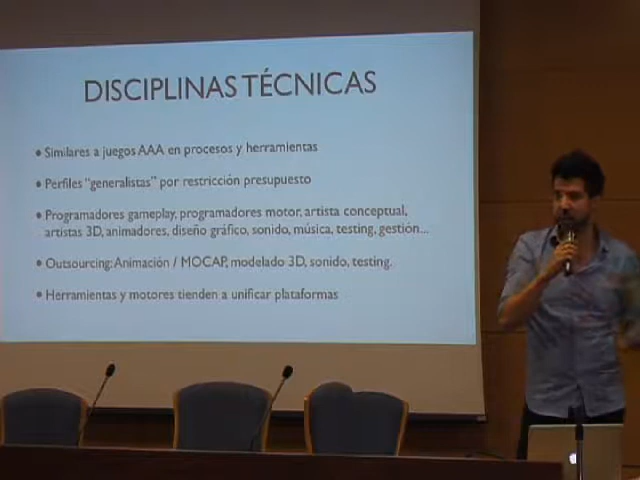 DISCIPLINAS TÉCNICAS
• Similares a juegos AAA en procesos y herramientas
• Perfiles "generalistas" por restricción presupuesto
• Programadores gameplay, programadores motor, artista conceptual,
artistas 3D, animadores, diseño gráfico, sonido, música, testing, gestión...
• Outsourcing: Animación / MOCAP, modelado 3D, sonido, testing.
• Herramientas y motores tienden a unificar plataformas